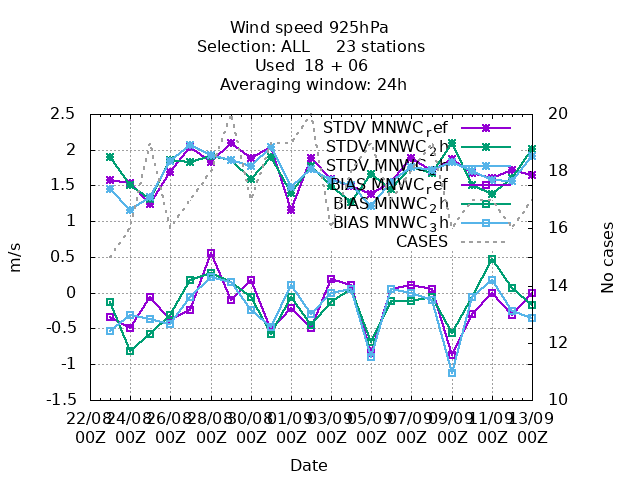 Wind speed 925hPa
Selection: ALL 23 stations
Used 18 + 06
Averaging window: 24h
2.5
2
1.5
1
0.5
0
-0.5
-1
-1.5
20
18
16
14
12
10
m/s
No cases
STDV MNWC_ref
STDV MNWC_2h
STDV MNWC_3h
BIAS MNWC_ref
BIAS MNWC_2h
BIAS MNWC_3h
CASES
22/08 24/08 26/08 28/08 30/08 01/09 03/09 05/09 07/09 09/09 11/09 13/09
00Z 00Z 00Z 00Z 00Z 00Z 00Z 00Z 00Z 00Z 00Z 00Z
Date